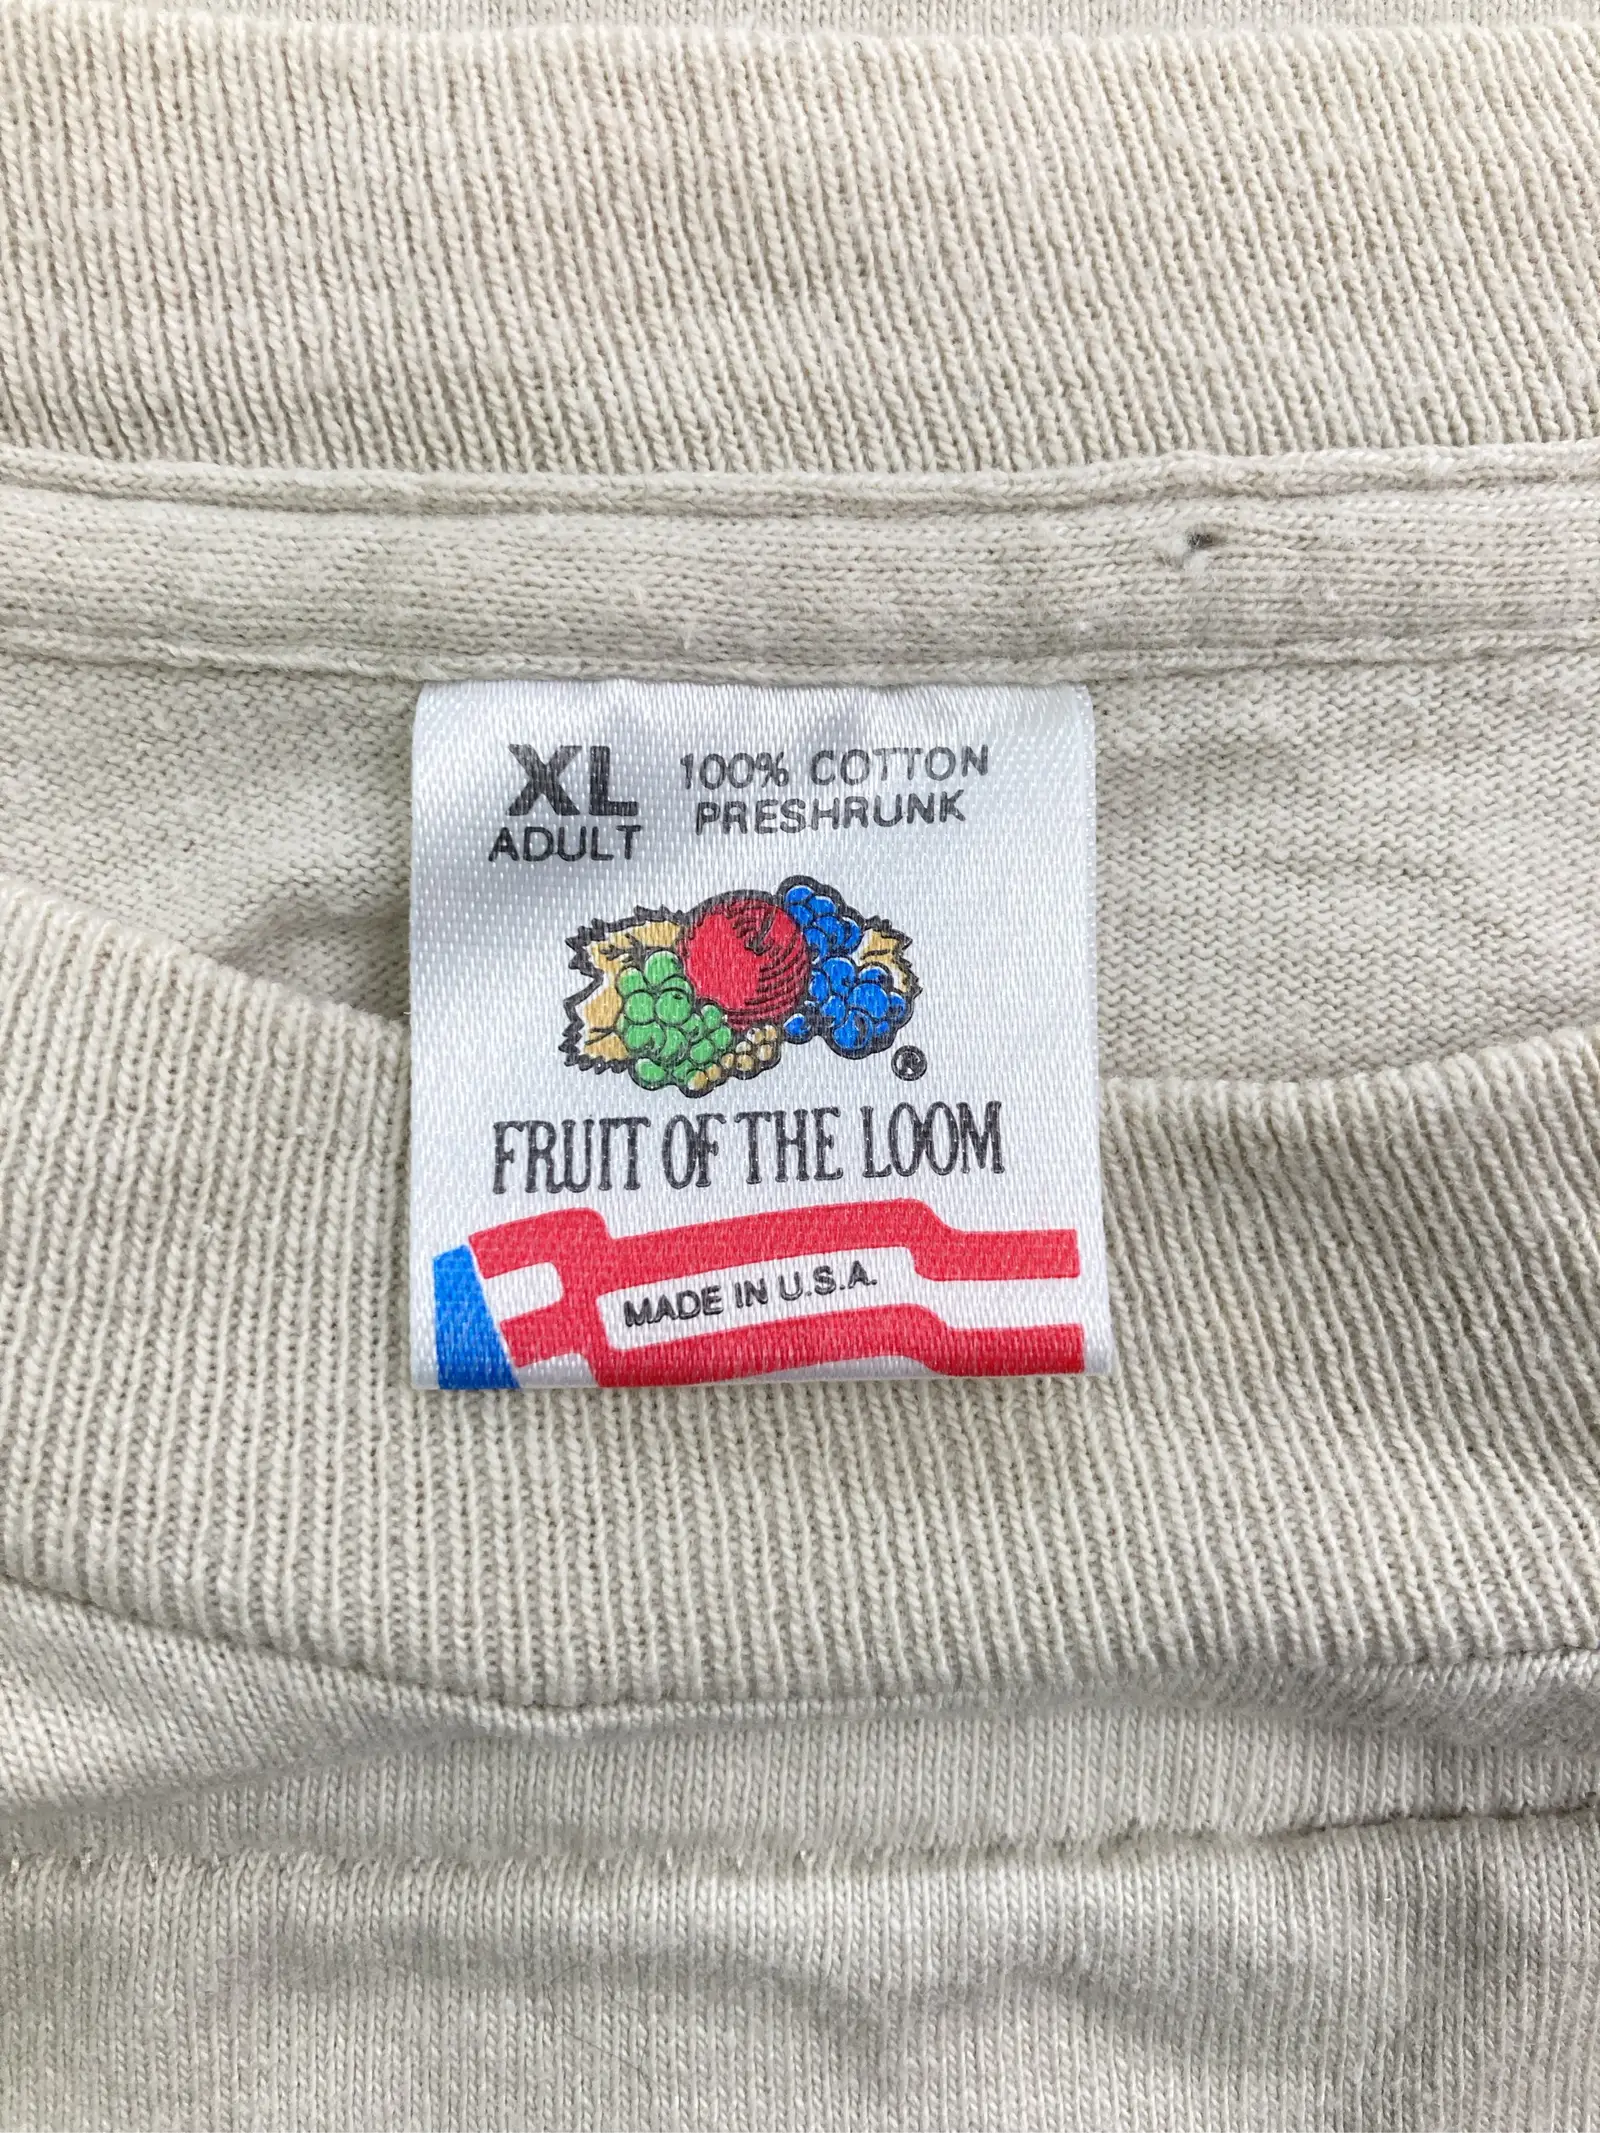 XL
ADULT
100% COTTON
PRESHRUNK
®
FRUIT OF THE LOOM
MADE IN U.S.A.